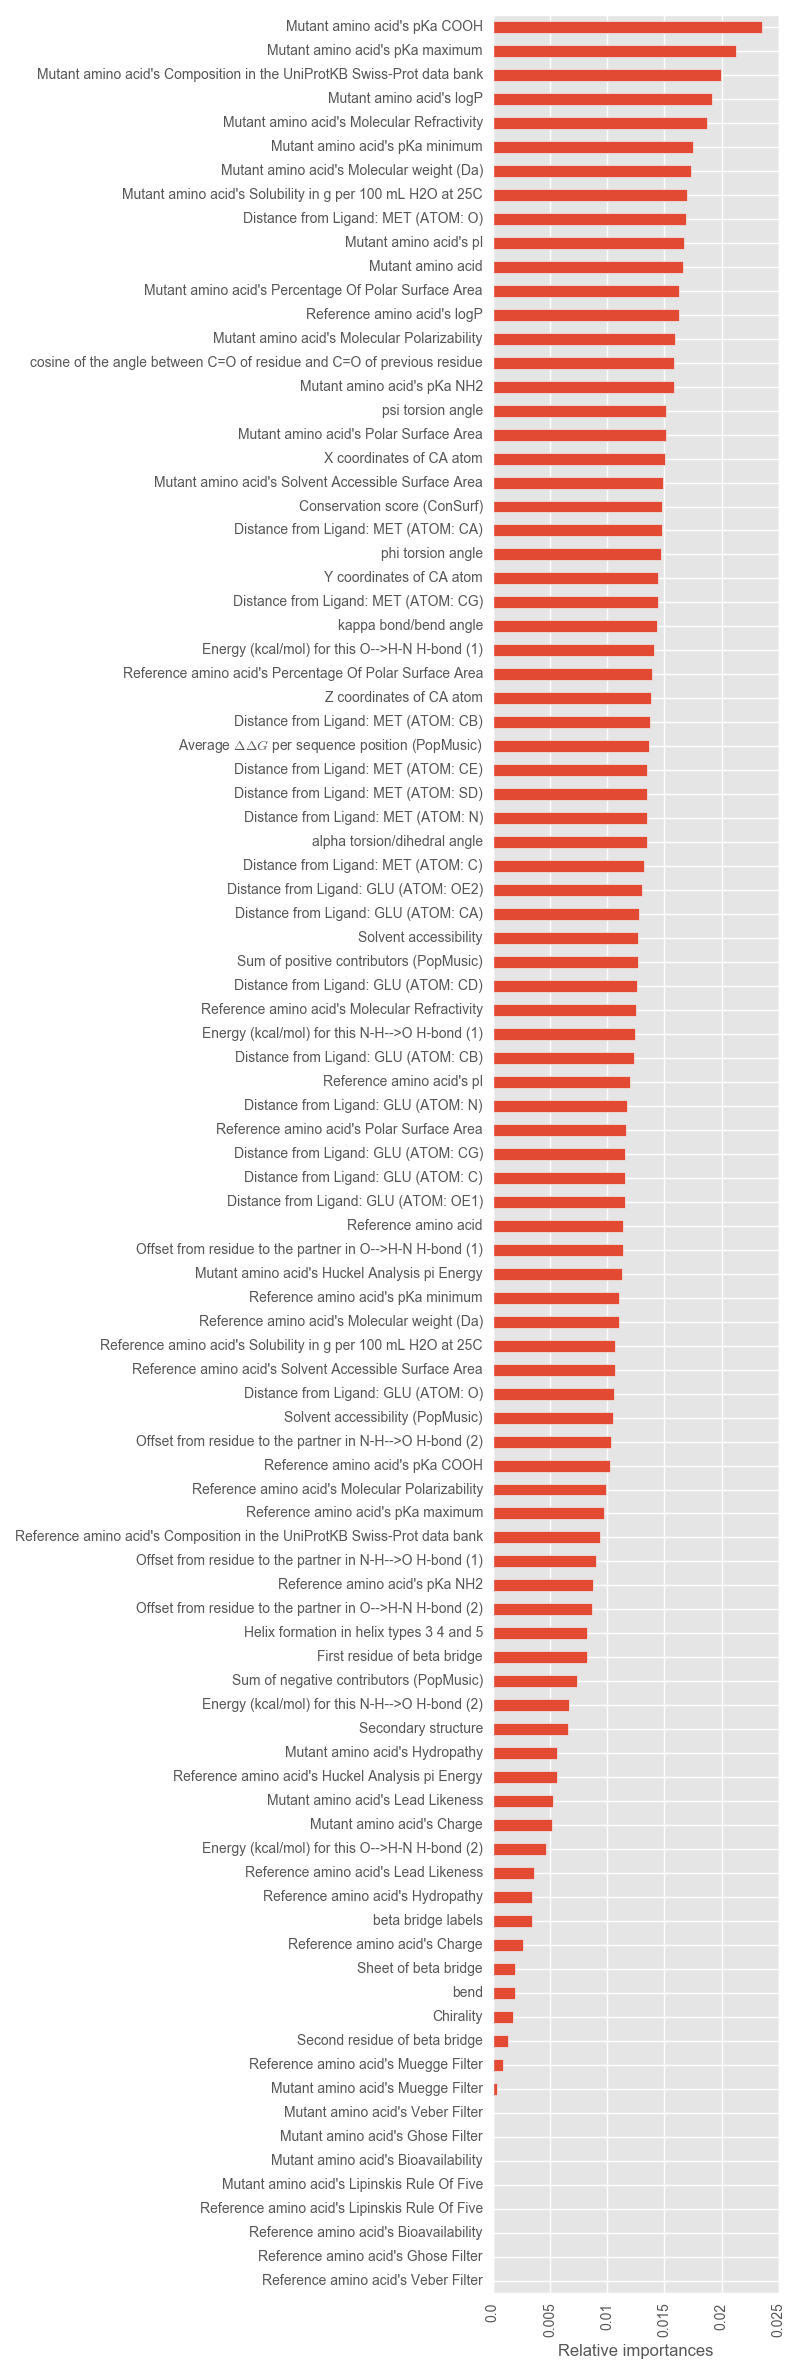 Mutant amino acid's pKa COOH
Mutant amino acid's pKa maximum
Mutant amino acid's Composition in the UniProtKB Swiss-Prot data bank
Mutant amino acid's logP
Mutant amino acid's Molecular Refractivity
Mutant amino acid's pKa minimum
Mutant amino acid's Molecular weight (Da)
Mutant amino acid's Solubility in g per 100 mL H2O at 25C
Distance from Ligand: MET (ATOM: O)
Mutant amino acid's pI
Mutant amino acid
Mutant amino acid's Percentage Of Polar Surface Area
Reference amino acid's logP
Mutant amino acid's Molecular Polarizability
cosine of the angle between C=O of residue and C=O of previous residue
Mutant amino acid's pKa NH2
psi torsion angle
Mutant amino acid's Polar Surface Area
X coordinates of CA atom
Mutant amino acid's Solvent Accessible Surface Area
Conservation score (ConSurf)
Distance from Ligand: MET (ATOM: CA)
phi torsion angle
Y coordinates of CA atom
Distance from Ligand: MET (ATOM: CG)
kappa bond/bend angle
Energy (kcal/mol) for this O-->H-N H-bond (1)
Reference amino acid's Percentage Of Polar Surface Area
Z coordinates of CA atom
Distance from Ligand: MET (ATOM: CB)
Average ΔΔG per sequence position (PopMusic)
Distance from Ligand: MET (ATOM: CE)
Distance from Ligand: MET (ATOM: SD)
Distance from Ligand: MET (ATOM: N)
alpha torsion/dihedral angle
Distance from Ligand: MET (ATOM: C)
Distance from Ligand: GLU (ATOM: OE2)
Distance from Ligand: GLU (ATOM: CA)
Solvent accessibility
Sum of positive contributors (PopMusic)
Distance from Ligand: GLU (ATOM: CD)
Reference amino acid's Molecular Refractivity
Energy (kcal/mol) for this N-H-->O H-bond (1)
Distance from Ligand: GLU (ATOM: CB)
Reference amino acid's pI
Distance from Ligand: GLU (ATOM: N)
Reference amino acid's Polar Surface Area
Distance from Ligand: GLU (ATOM: CG)
Distance from Ligand: GLU (ATOM: C)
Distance from Ligand: GLU (ATOM: OE1)
Reference amino acid
Offset from residue to the partner in O-->H-N H-bond (1)
Mutant amino acid's Huckel Analysis pi Energy
Reference amino acid's pKa minimum
Reference amino acid's Molecular weight (Da)
Reference amino acid's Solubility in g per 100 mL H2O at 25C
Reference amino acid's Solvent Accessible Surface Area
Distance from Ligand: GLU (ATOM: O)
Solvent accessibility (PopMusic)
Offset from residue to the partner in N-H-->O H-bond (2)
Reference amino acid's pKa COOH
Reference amino acid's Molecular Polarizability
Reference amino acid's pKa maximum
Reference amino acid's Composition in the UniProtKB Swiss-Prot data bank
Offset from residue to the partner in N-H-->O H-bond (1)
Reference amino acid's pKa NH2
Offset from residue to the partner in O-->H-N H-bond (2)
Helix formation in helix types 3 4 and 5
First residue of beta bridge
Sum of negative contributors (PopMusic)
Energy (kcal/mol) for this N-H-->O H-bond (2)
Secondary structure
Mutant amino acid's Hydropathy
Reference amino acid's Huckel Analysis pi Energy
Mutant amino acid's Lead Likeness
Mutant amino acid's Charge
Energy (kcal/mol) for this O-->H-N H-bond (2)
Reference amino acid's Lead Likeness
Reference amino acid's Hydropathy
beta bridge labels
Reference amino acid's Charge
Sheet of beta bridge
bend
Chirality
Second residue of beta bridge
Reference amino acid's Muegge Filter
Mutant amino acid's Muegge Filter
Mutant amino acid's Veber Filter
Mutant amino acid's Ghose Filter
Mutant amino acid's Bioavailability
Mutant amino acid's Lipinskis Rule Of Five
Reference amino acid's Lipinskis Rule Of Five
Reference amino acid's Bioavailability
Reference amino acid's Ghose Filter
Reference amino acid's Veber Filter
0.0
0.005
0.01
0.015
0.02
0.025
Relative importances